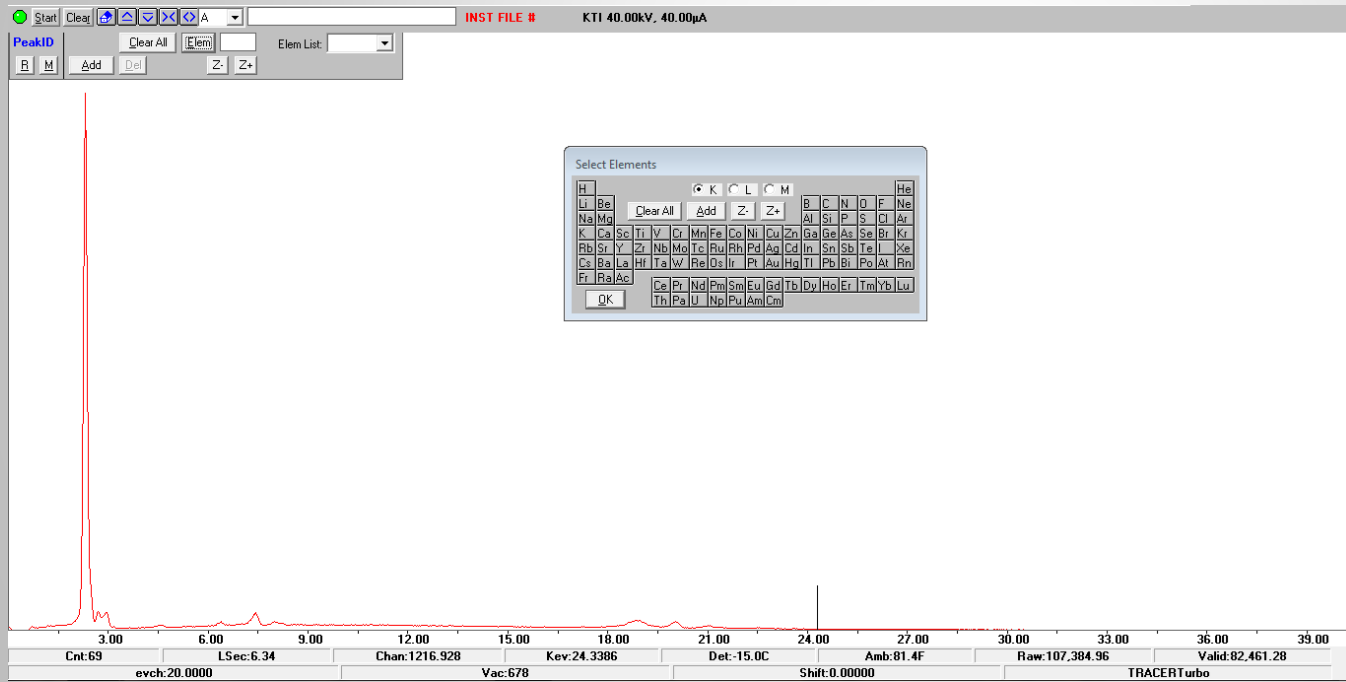 Start Clear A INST FILE # KTI 40.00kV, 40.00µA
PeakID Clear All Elem Elem List:
R M Add Del Z- Z+
Select Elements
H K L M He
Li Be Clear All Add Z- Z+ B C N O F Ne
Na Mg Al Si P S Cl Ar
K Ca Sc Ti V Cr Mn Fe Co Ni Cu Zn Ga Ge As Se Br Kr
Rb Sr Y Zr Nb Mo Tc Ru Rh Pd Ag Cd In Sn Sb Te I Xe
Cs Ba La Hf Ta W Re Os Ir Pt Au Hg Tl Pb Bi Po At Rn
Fr Ra Ac Ce Pr Nd Pm Sm Eu Gd Tb Dy Ho Er Tm Yb Lu
OK Th Pa U Np Pu Am Cm
3.00 6.00 9.00 12.00 15.00 18.00 21.00 24.00 27.00 30.00 33.00 36.00 39.00
Cnt:69 LSec:6.34 Chan:1216.928 Kev:24.3386 Det:-15.0C Amb:81.4F Raw:107,384.96 Valid:82,461.28
evch:20.0000 Vac:678 Shift:0.00000 TRACERTurbo